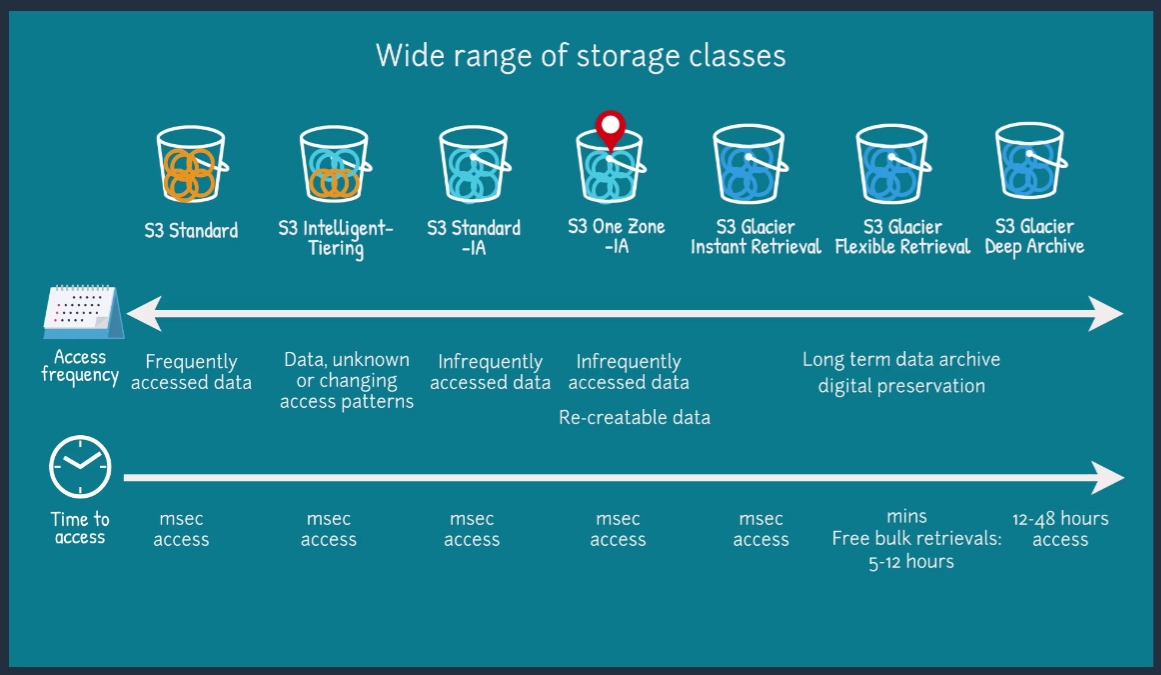 Wide range of storage classes
S3 Standard
S3 Intelligent-
Tiering
S3 Standard
-IA
S3 One Zone
-IA
S3 Glacier
Instant Retrieval
S3 Glacier
Flexible Retrieval
S3 Glacier
Deep Archive
Access
frequency
Frequently
accessed data
Data, unknown
or changing
access patterns
Infrequently
accessed data
Infrequently
accessed data
Re-creatable data
Long term data archive
digital preservation
Time to
access
msec
access
msec
access
msec
access
msec
access
msec
access
mins
Free bulk retrievals:
5-12 hours
12-48 hours
access